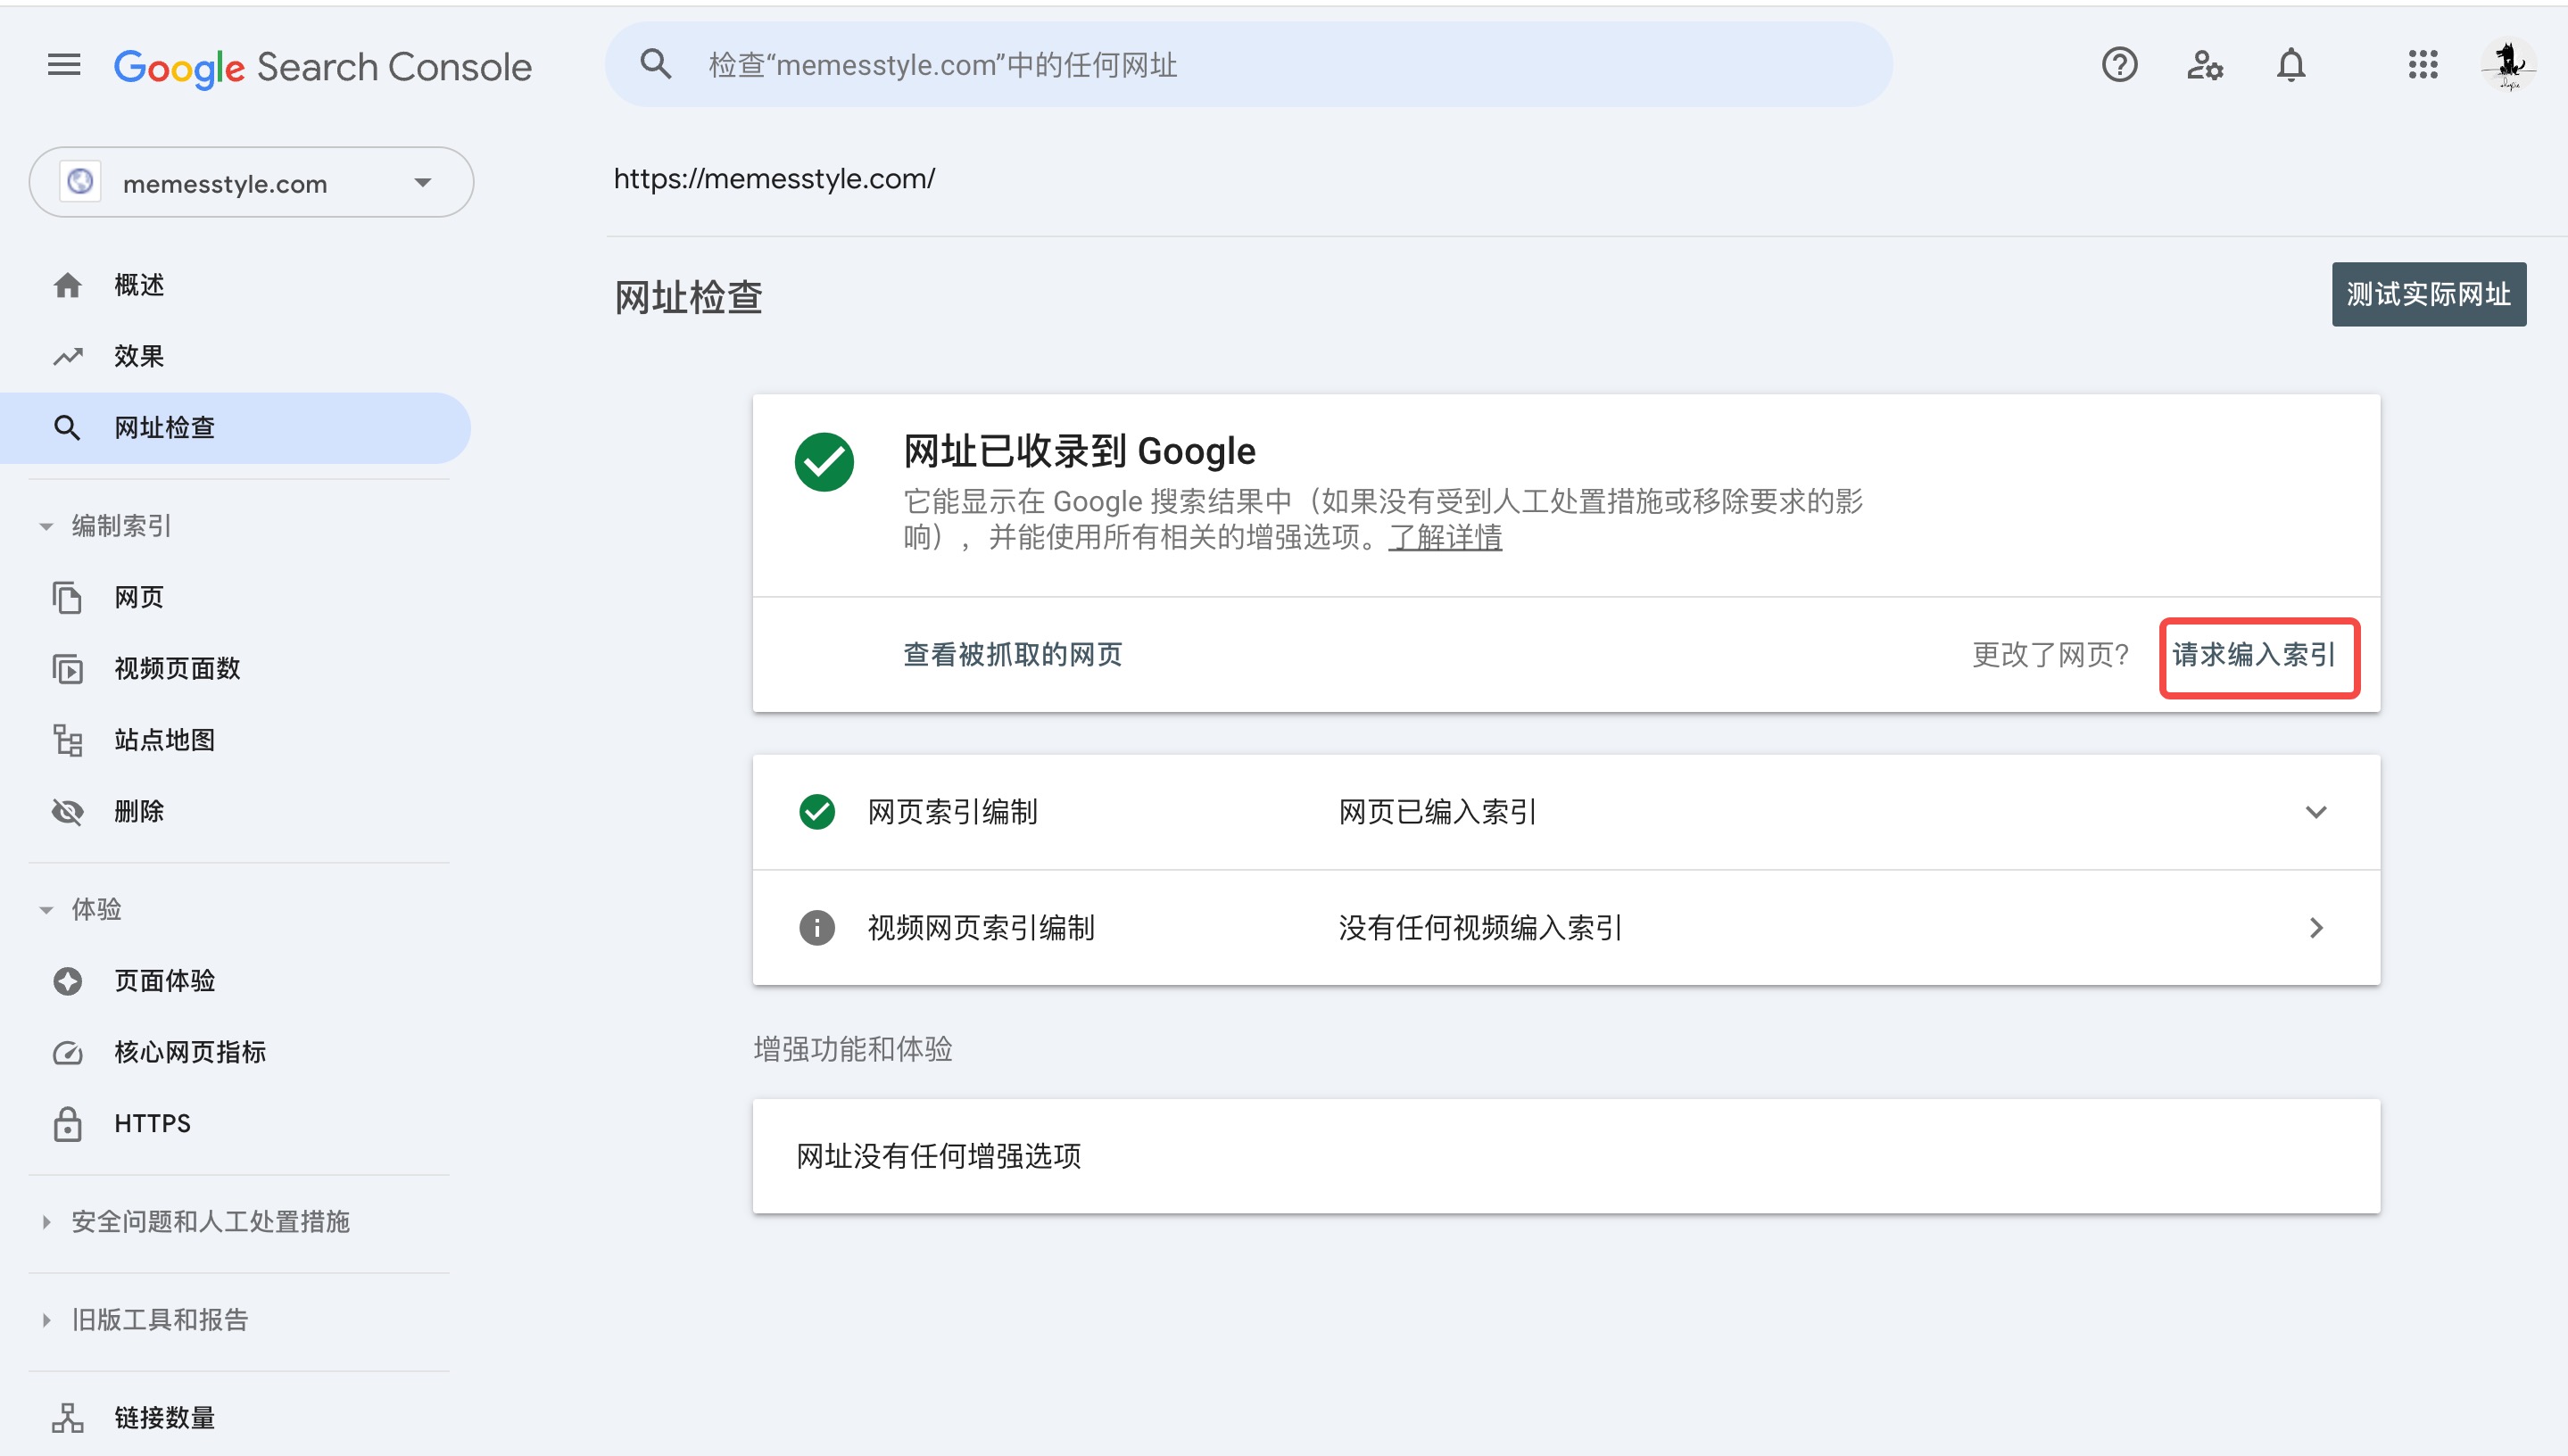 Google Search Console
检查“memesstyle.com”中的任何网址
memesstyle.com
概述
效果
网址检查
编制索引
网页
视频页面数
站点地图
删除
体验
页面体验
核心网页指标
HTTPS
安全问题和人工处置措施
旧版工具和报告
链接数量
https://memesstyle.com/
网址检查
测试实际网址
网址已收录到 Google
它能显示在 Google 搜索结果中（如果没有受到人工处置措施或移除要求的影
响），并能使用所有相关的增强选项。了解详情
查看被抓取的网页
更改了网页?
请求编入索引
网页索引编制
网页已编入索引
视频网页索引编制
没有任何视频编入索引
增强功能和体验
网址没有任何增强选项